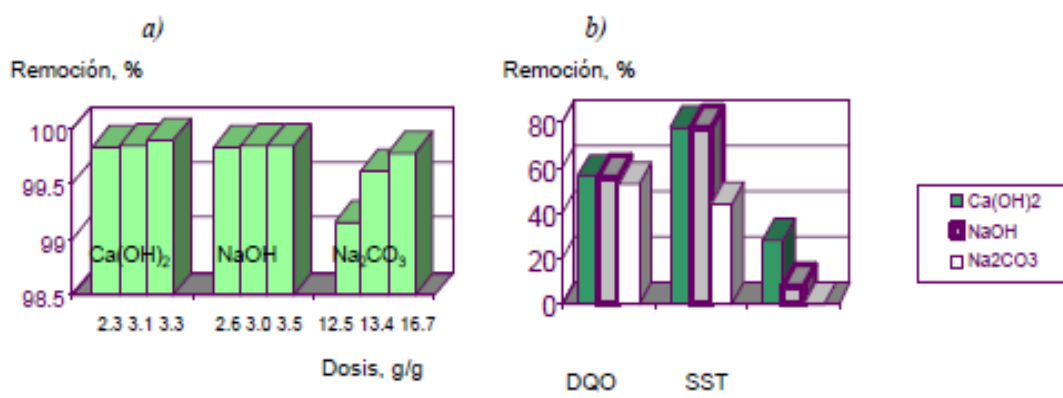 a)
Remoción, %
100
99.5
99
98.5
Ca(OH)₂ NaOH Na₂CO₃
2.3 3.1 3.3 2.6 3.0 3.5 12.5 13.4 16.7
Dosis, g/g
b)
Remoción, %
80
60
40
20
0
DQO SST
Ca(OH)2
NaOH
Na2CO3